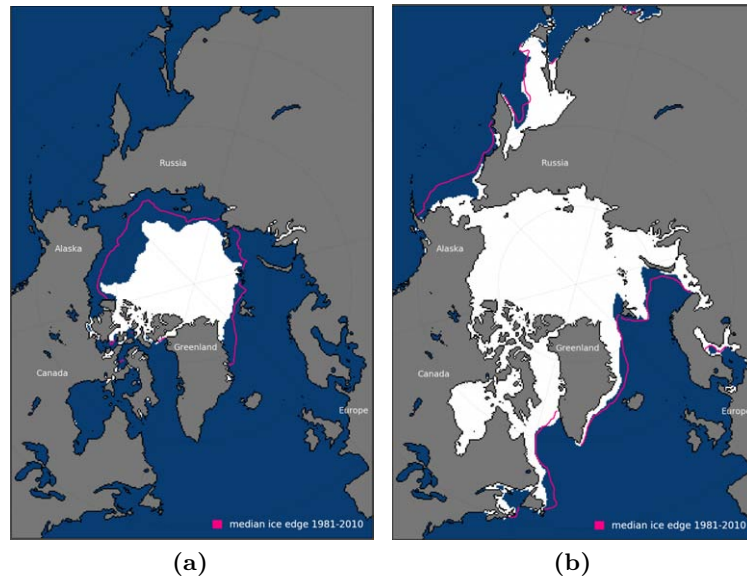 Russia
Alaska
Greenland
Canada
Europe
median ice edge 1981-2010
(a)
Russia
Alaska
Greenland
Canada
Europe
median ice edge 1981-2010
(b)